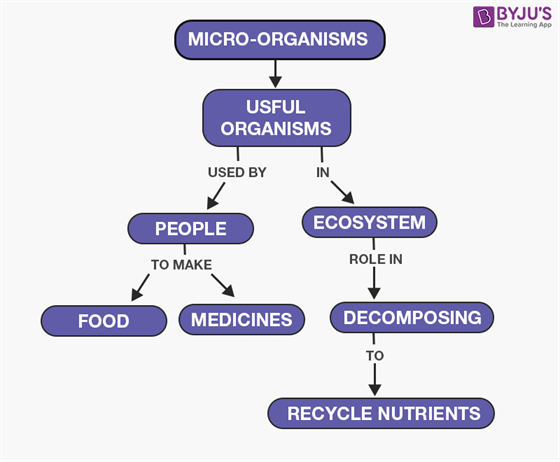 BYJU'S
The Learning App
MICRO-ORGANISMS
USFUL
ORGANISMS
USED BY
IN
PEOPLE
ECOSYSTEM
TO MAKE
ROLE IN
FOOD
MEDICINES
DECOMPOSING
TO
RECYCLE NUTRIENTS